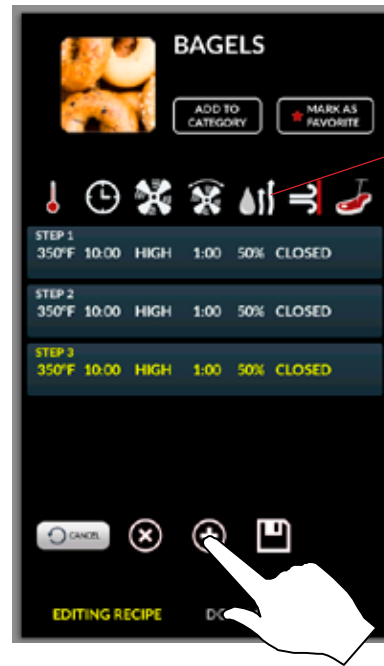 BAGELS
ADD TO
CATEGORY
MARK AS
FAVORITE
STEP 1
350°F 10:00 HIGH 1:00 50% CLOSED
STEP 2
350°F 10:00 HIGH 1:00 50% CLOSED
STEP 3
350°F 10:00 HIGH 1:00 50% CLOSED
CANCEL
EDITING RECIPE